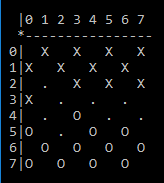 |0 1 2 3 4 5 6 7
 *----------------
0|  X   X   X   X
1|X   X   X   X
2|  .   X   X   X
3|X   .   .   .
4|  .   O   .   .
5|O   .   O   O
6|  O   O   O   O
7|O   O   O   O